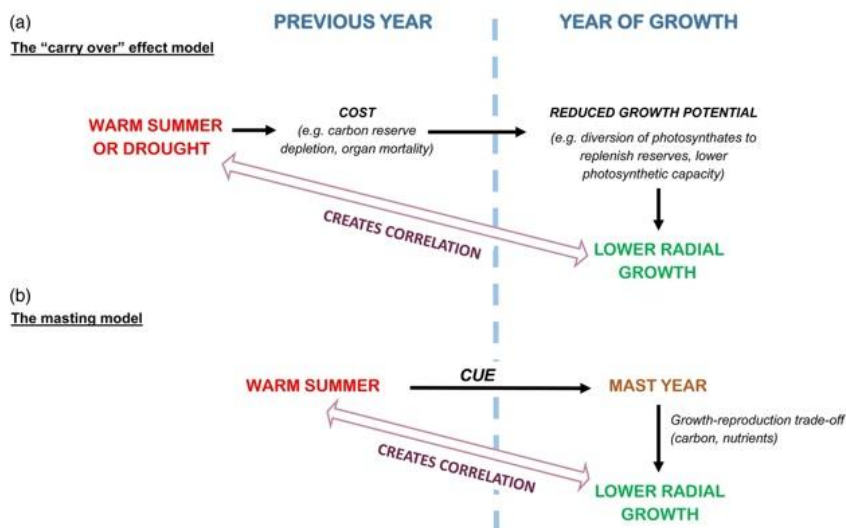 (a)
PREVIOUS YEAR
YEAR OF GROWTH
The "carry over" effect model
WARM SUMMER
OR DROUGHT
COST
(e.g. carbon reserve
depletion, organ mortality)
REDUCED GROWTH POTENTIAL
(e.g. diversion of photosynthates to
replenish reserves, lower
photosynthetic capacity)
CREATES CORRELATION
LOWER RADIAL
GROWTH
(b)
The masting model
WARM SUMMER
CUE
MAST YEAR
Growth-reproduction trade-off
(carbon, nutrients)
CREATES CORRELATION
LOWER RADIAL
GROWTH